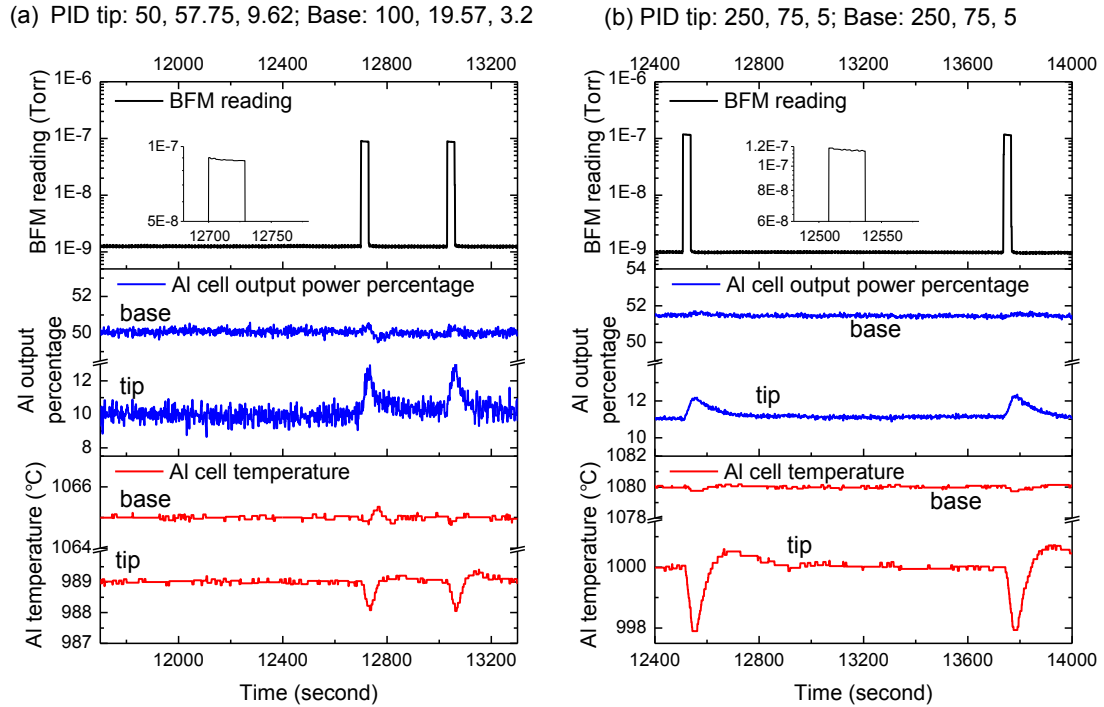 (a) PID tip: 50, 57.75, 9.62; Base: 100, 19.57, 3.2
12000 12400 12800 13200
1E-6
1E-7
1E-8
1E-9
BFM reading (Torr)
BFM reading
1E-7
5E-8
12700 12750
52
50
12
10
8
Al output
percentage
Al cell output power percentage
base
tip
1066
1064
989
988
987
Al temperature (°C)
Al cell temperature
base
tip
12000 12400 12800 13200
Time (second)
(b) PID tip: 250, 75, 5; Base: 250, 75, 5
12400 12800 13200 13600 14000
1E-6
1E-7
1E-8
1E-9
BFM reading (Torr)
BFM reading
1.2E-7
1E-7
8E-8
6E-8
12500 12550
54
52
50
12
11
Al output
percentage
Al cell output power percentage
base
tip
1082
1080
1078
1000
998
Al temperature (°C)
Al cell temperature
base
tip
12400 12800 13200 13600 14000
Time (second)